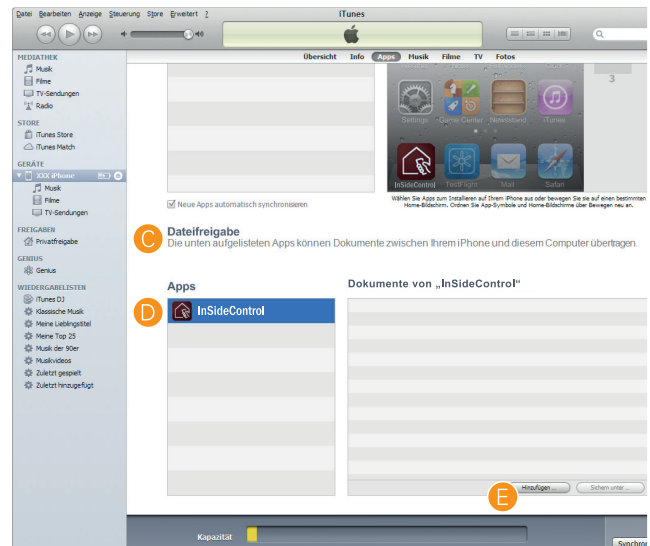 Datei Bearbeiten Anzeige Steuerung Store Erweitert ?
iTunes
Übersicht Info Apps Musik Filme TV Fotos
MEDIATHEK
Musik
Filme
TV-Sendungen
Radio
STORE
iTunes Store
iTunes Match
GERÄTE
XXX iPhone
Musik
Filme
TV-Sendungen
FREIGABEN
Privatfreigabe
GENIUS
Genius
WIEDERGABELISTEN
iTunes DJ
Klassische Musik
Meine Lieblingstitel
Meine Top 25
Musik der 90er
Musikvideos
Zuletzt gespielt
Zuletzt hinzugefügt
Settings Game Center Newsstand iTunes
InSideControl TestFlight Mail Safari
3
Neue Apps automatisch synchronisieren
Wählen Sie Apps zum Installieren auf Ihrem iPhone aus oder bewegen Sie sie auf einen bestimmten
Home-Bildschirm. Ordnen Sie App-Symbole und Home-Bildschirme über Bewegen neu an.
C
Dateifreigabe
Die unten aufgelisteten Apps können Dokumente zwischen Ihrem iPhone und diesem Computer übertragen.
Apps
Dokumente von „InSideControl“
D
InSideControl
E
Hinzufügen ...
Sichern unter ...
Kapazität
Synchron